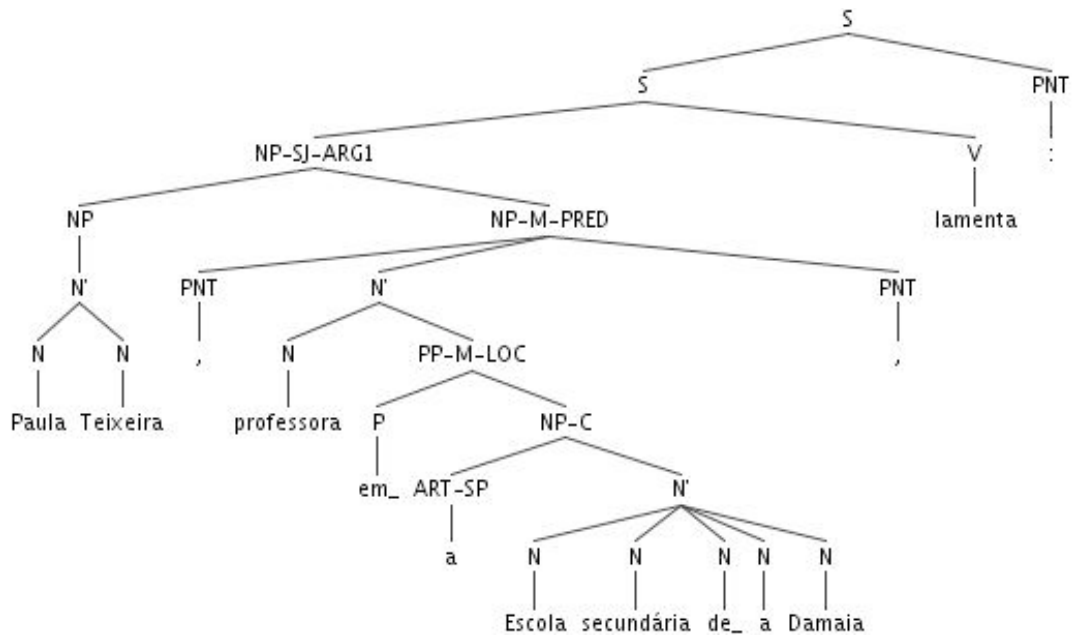 S
S PNT
NP-SJ-ARG1 V :
NP NP-M-PRED lamenta
N' PNT N' PNT
N N , N PP-M-LOC ,
Paula Teixeira professora P NP-C
em_ ART-SP N'
a N N N N N
Escola secundária de_ a Damaia